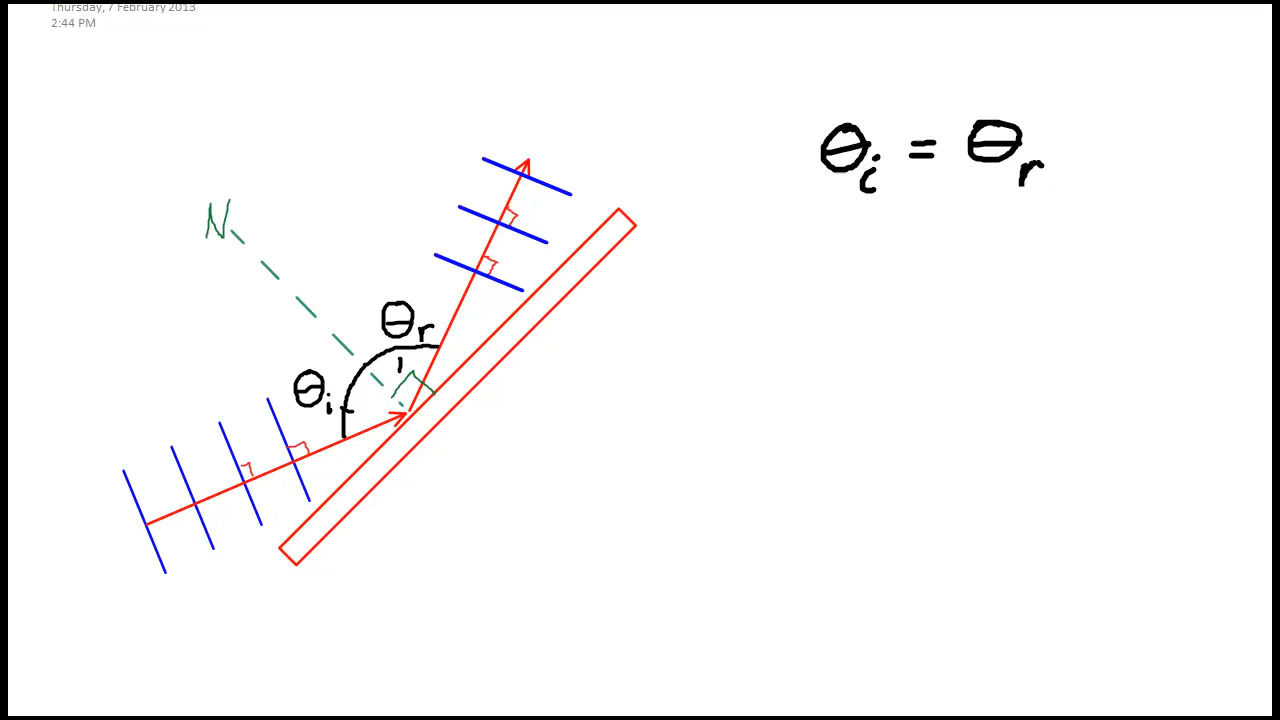 Thursday, 7 February 2013
2:44 PM
θi = θr
N
θr
θi